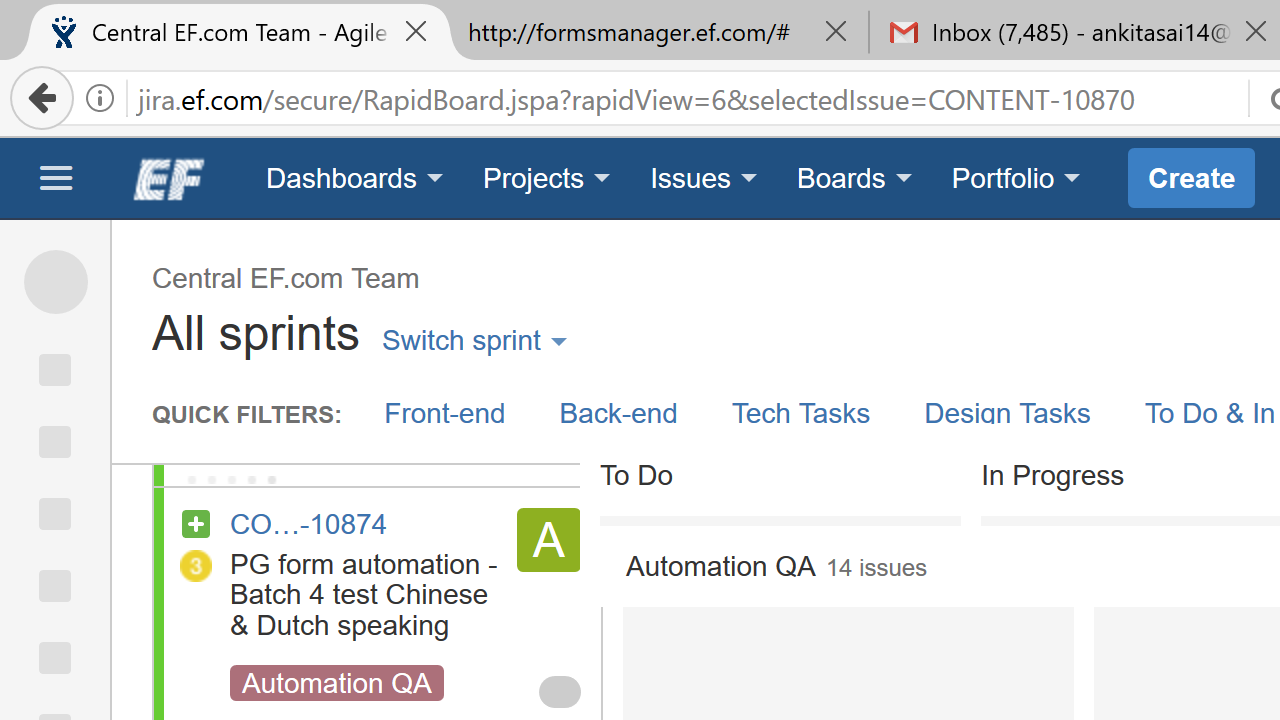 Central EF.com Team - Agile
http://formsmanager.ef.com/#
Inbox (7,485) - ankitasai14@
jira.ef.com/secure/RapidBoard.jspa?rapidView=6&selectedIssue=CONTENT-10870
EF Dashboards Projects Issues Boards Portfolio Create
Central EF.com Team
All sprints Switch sprint
QUICK FILTERS: Front-end Back-end Tech Tasks Design Tasks To Do & In
To Do In Progress
CO…-10874
A
3 PG form automation -
Batch 4 test Chinese
& Dutch speaking
Automation QA
Automation QA 14 issues